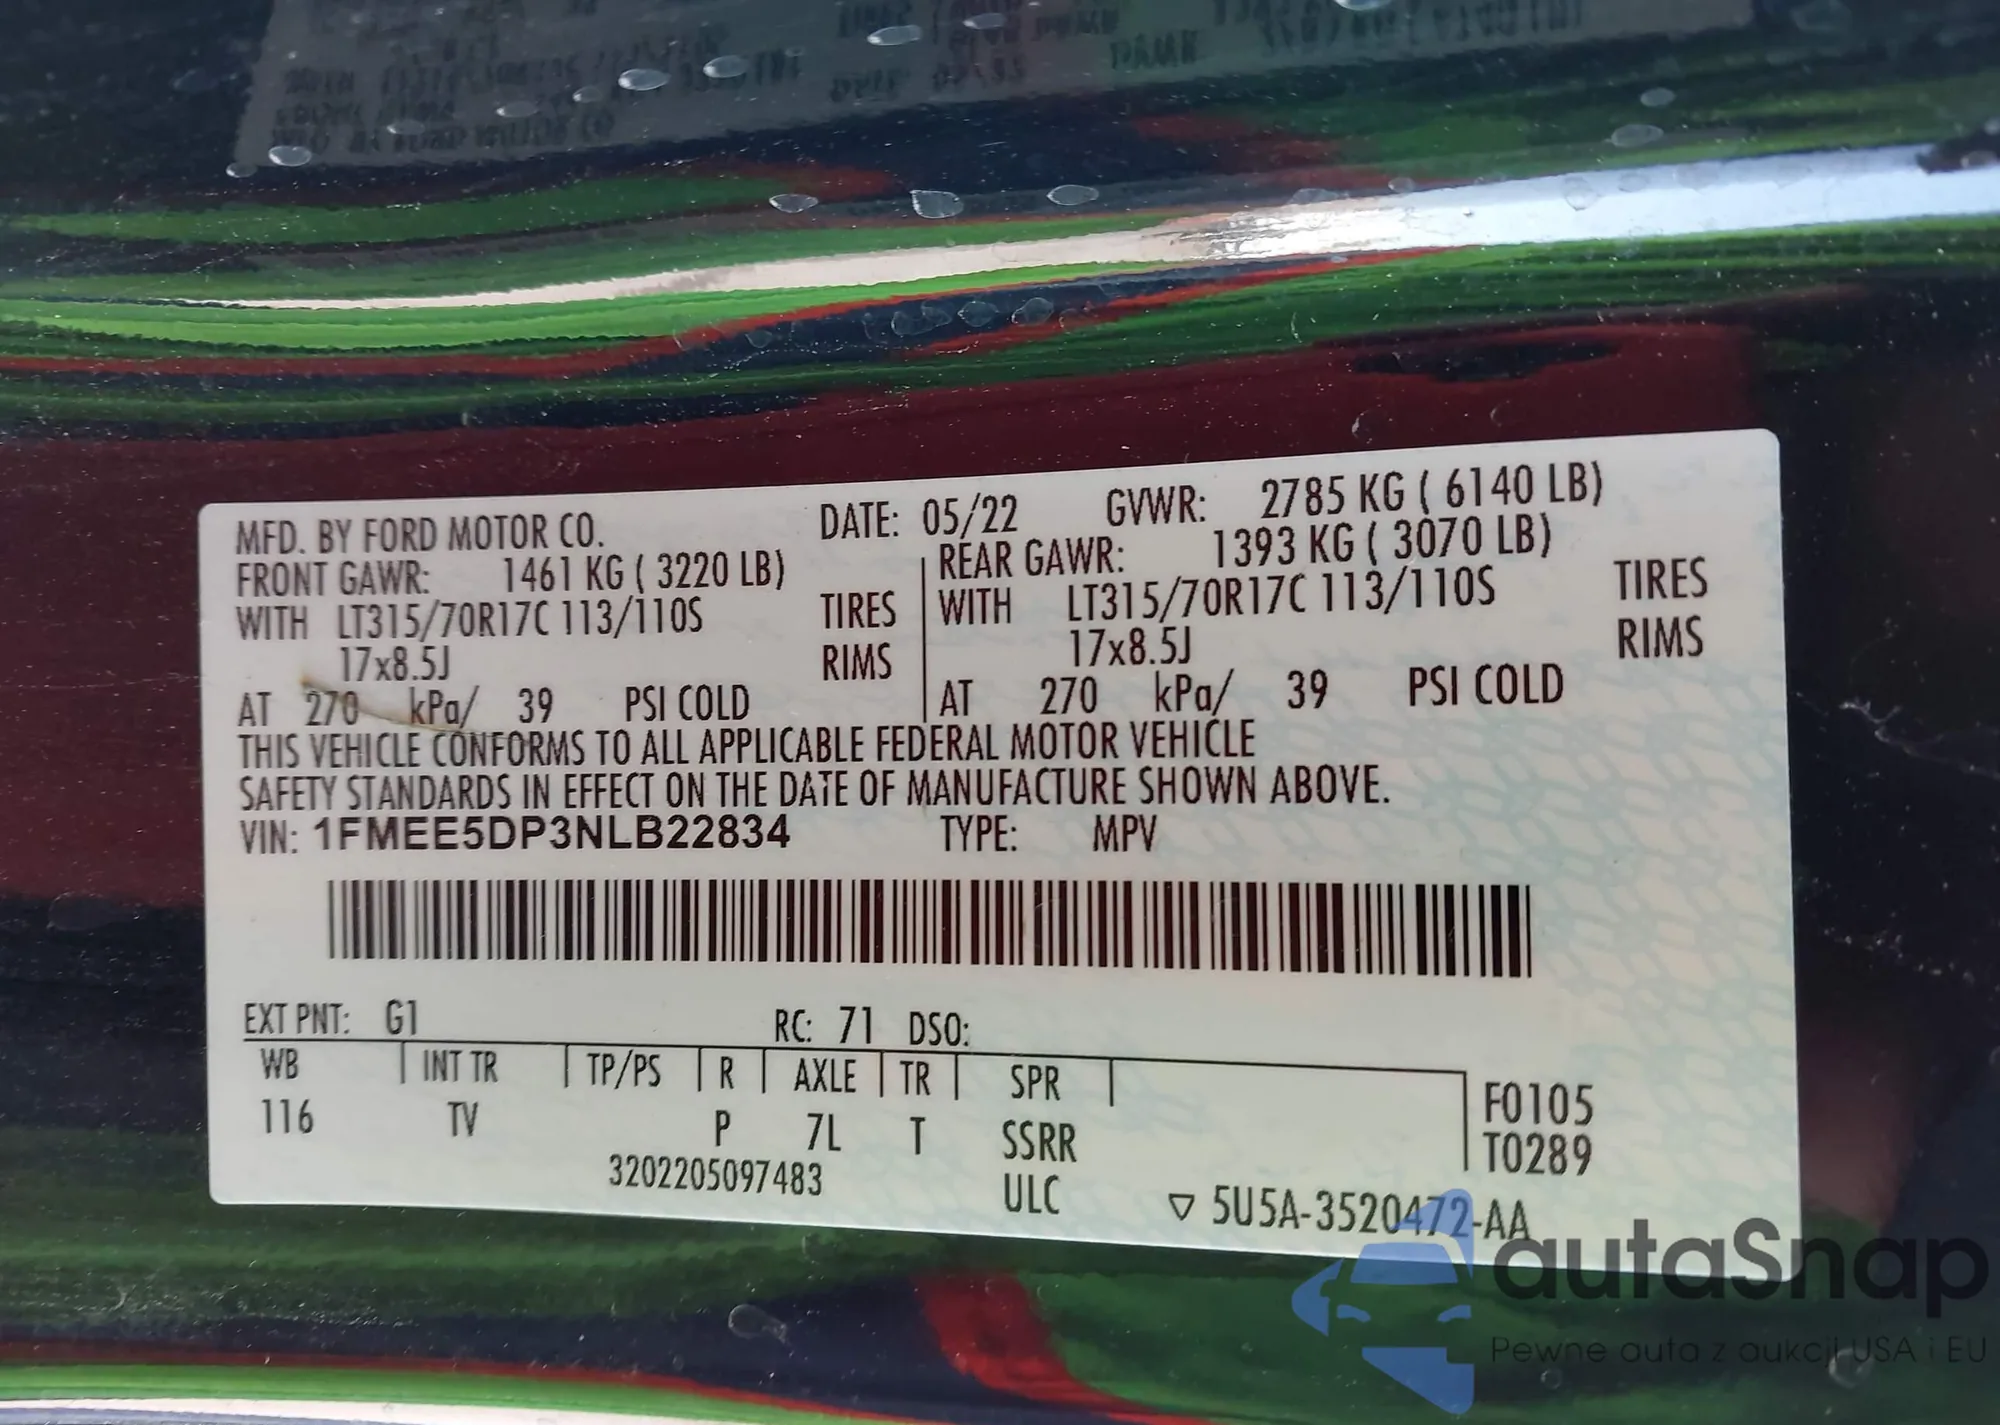 MFD. BY FORD MOTOR CO. DATE: 05/22 GVWR: 2785 KG ( 6140 LB)
FRONT GAWR: 1461 KG ( 3220 LB) REAR GAWR: 1393 KG ( 3070 LB)
WITH LT315/70R17C 113/110S TIRES WITH LT315/70R17C 113/110S TIRES
17x8.5J RIMS 17x8.5J RIMS
AT 270 kPa/ 39 PSI COLD AT 270 kPa/ 39 PSI COLD
THIS VEHICLE CONFORMS TO ALL APPLICABLE FEDERAL MOTOR VEHICLE
SAFETY STANDARDS IN EFFECT ON THE DATE OF MANUFACTURE SHOWN ABOVE.
VIN: 1FMEE5DP3NLB22834 TYPE: MPV
EXT PNT: G1 RC: 71 DSO:
WB INT TR TP/PS R AXLE TR SPR F0105
116 TV P 7L T SSRR T0289
3202205097483 ULC ▽ 5U5A-3520472-AA
autaSnap
Pewne auta z aukcji USA i EU